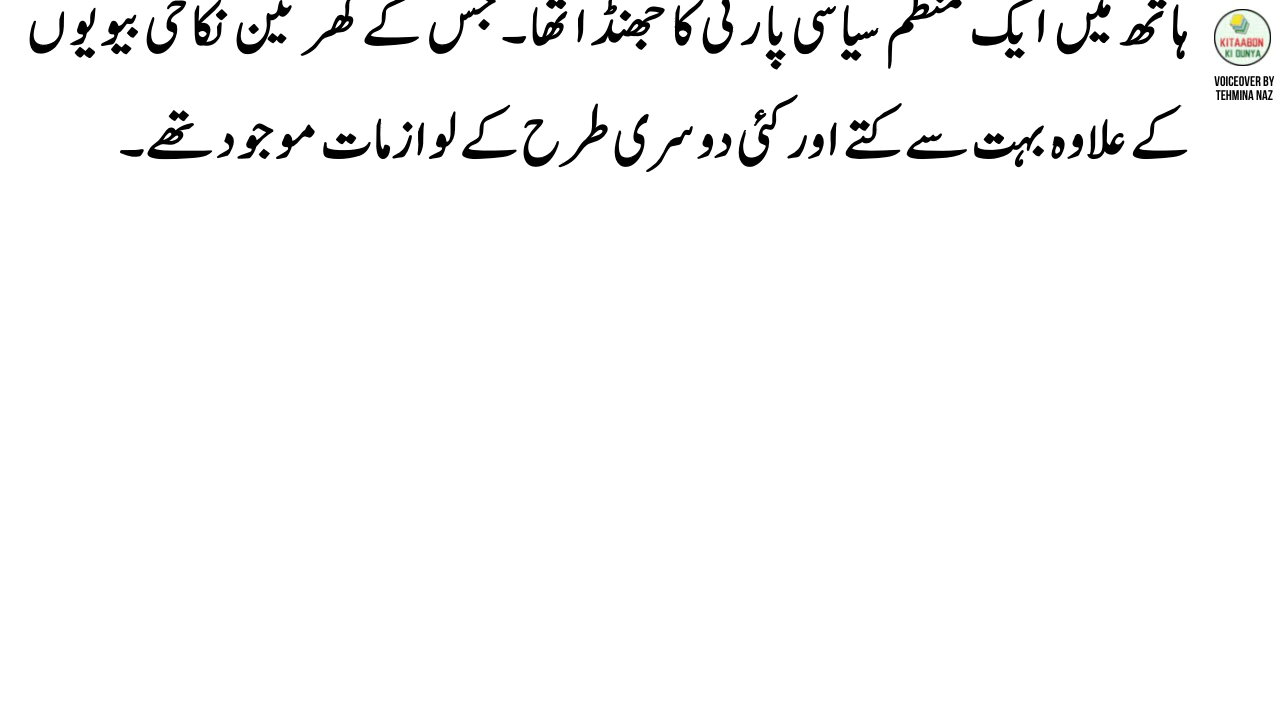 ہاتھ میں ایک منظم سیاسی پارٹی کا جھنڈا تھا۔ جس کے گھر تین نکاحی بیویوں
کے علاوہ بہت سے کتے اور کئی دوسری طرح کے لوازمات موجود تھے۔
KITAABON
KI DUNYA
VOICEOVER BY
TEHMINA NAZ